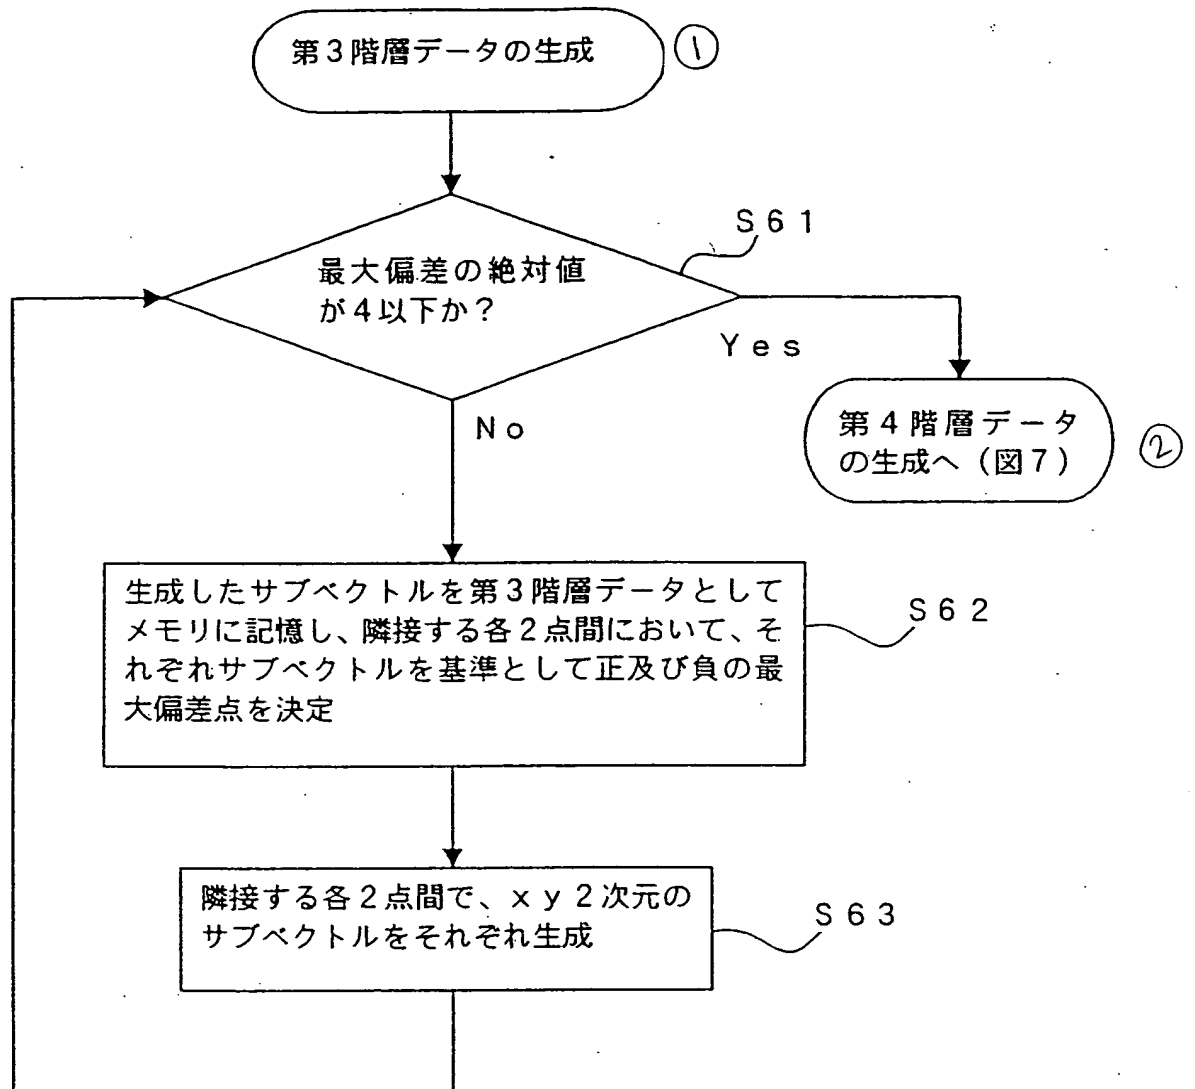 第3階層データの生成
①
S61
最大偏差の絶対値
が4以下か?
Yes
No
第4階層データ
の生成へ(図7)
②
生成したサブベクトルを第3階層データとして
メモリに記憶し、隣接する各2点間において、そ
れぞれサブベクトルを基準として正及び負の最
大偏差点を決定
S62
隣接する各2点間で、xy2次元の
サブベクトルをそれぞれ生成
S63